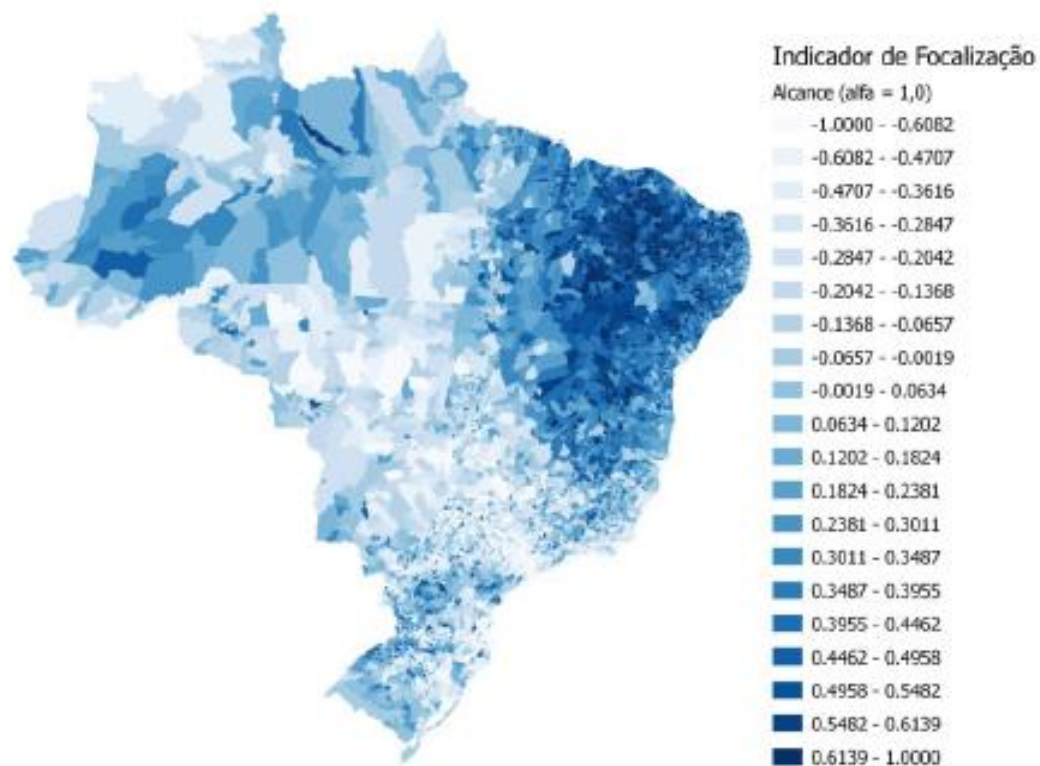 Indicador de Focalização
Alcance (alfa = 1,0)
-1.0000 - -0.6082
-0.6082 - -0.4707
-0.4707 - -0.3616
-0.3616 - -0.2847
-0.2847 - -0.2042
-0.2042 - -0.1368
-0.1368 - -0.0657
-0.0657 - -0.0019
-0.0019 - 0.0634
0.0634 - 0.1202
0.1202 - 0.1824
0.1824 - 0.2381
0.2381 - 0.3011
0.3011 - 0.3487
0.3487 - 0.3955
0.3955 - 0.4462
0.4462 - 0.4958
0.4958 - 0.5482
0.5482 - 0.6139
0.6139 - 1.0000